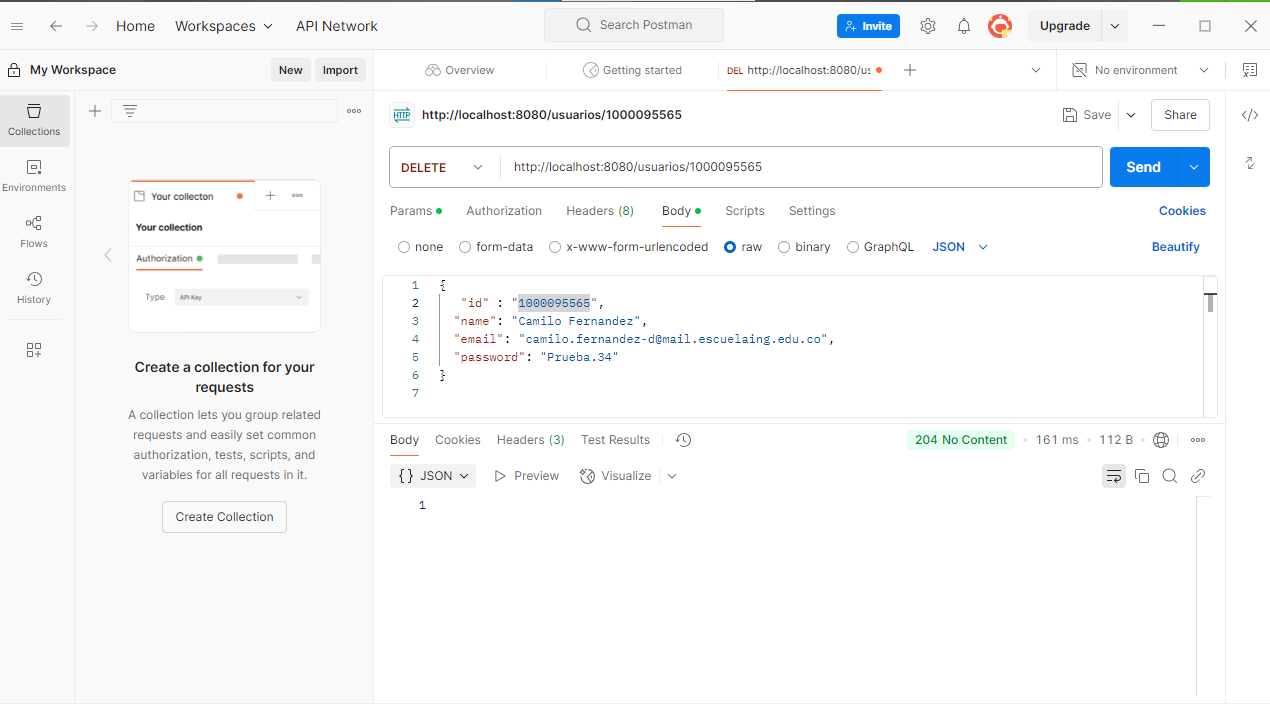 Home Workspaces API Network Search Postman Invite Upgrade
My Workspace New Import Overview Getting started DEL http://localhost:8080/us No environment
Collections
Environments
Flows
History
Your collecton
Your collection
Authorization
Type API Key
Create a collection for your
requests
A collection lets you group related
requests and easily set common
authorization, tests, scripts, and
variables for all requests in it.
Create Collection
HTTP http://localhost:8080/usuarios/1000095565 Save Share
DELETE http://localhost:8080/usuarios/1000095565 Send
Params Authorization Headers (8) Body Scripts Settings Cookies
none form-data x-www-form-urlencoded raw binary GraphQL JSON Beautify
1 {
2 "id" : "1000095565",
3 "name": "Camilo Fernandez",
4 "email": "camilo.fernandez-d@mail.escuelaing.edu.co",
5 "password": "Prueba.34"
6 }
7
Body Cookies Headers (3) Test Results 204 No Content 161 ms 112 B
{} JSON Preview Visualize
1